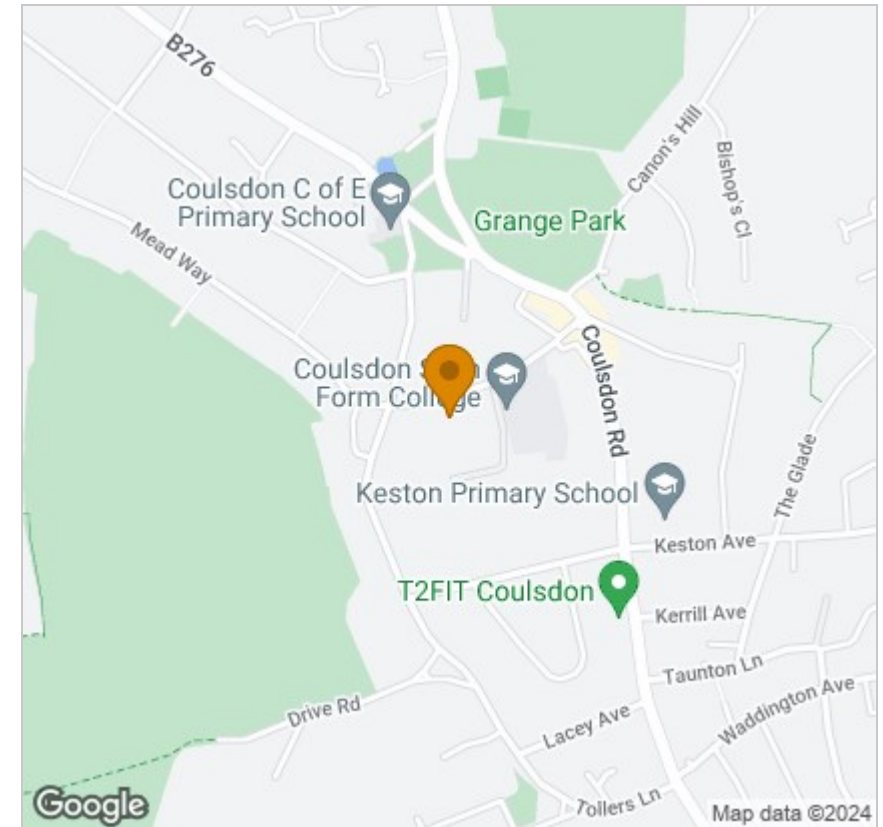 B276
Canon's Hill
Bishop's Cl
Coulsdon C of E
Primary School
Grange Park
Mead Way
Coulsdon
Form College
Coulsdon Rd
The Glade
Keston Primary School
Keston Ave
T2FIT Coulsdon
Kerrill Ave
Taunton Ln
Waddington Ave
Drive Rd
Lacey Ave
Tollers Ln
Google
Map data ©2024